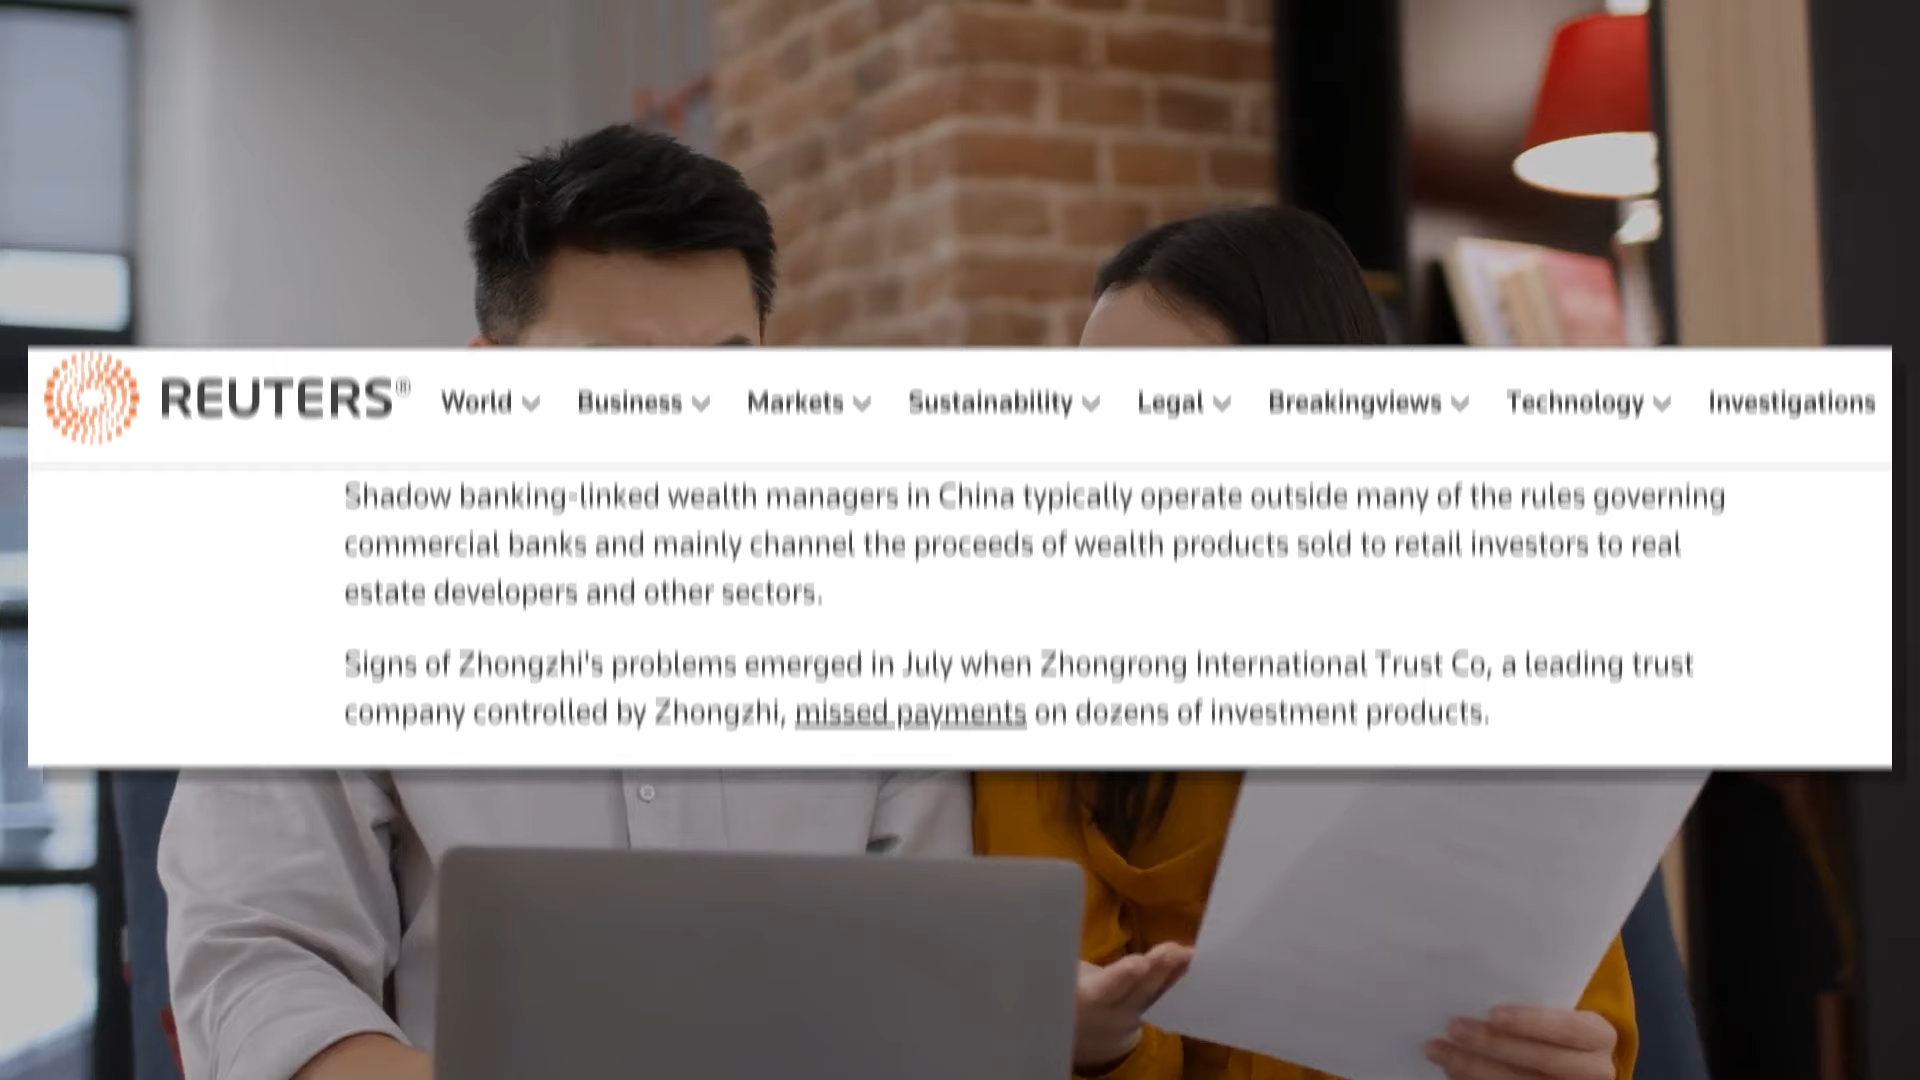 REUTERS® World Business Markets Sustainability Legal Breakingviews Technology Investigations
Shadow banking-linked wealth managers in China typically operate outside many of the rules governing
commercial banks and mainly channel the proceeds of wealth products sold to retail investors to real
estate developers and other sectors.
Signs of Zhongzhi's problems emerged in July when Zhongrong International Trust Co, a leading trust
company controlled by Zhongzhi, missed payments on dozens of investment products.